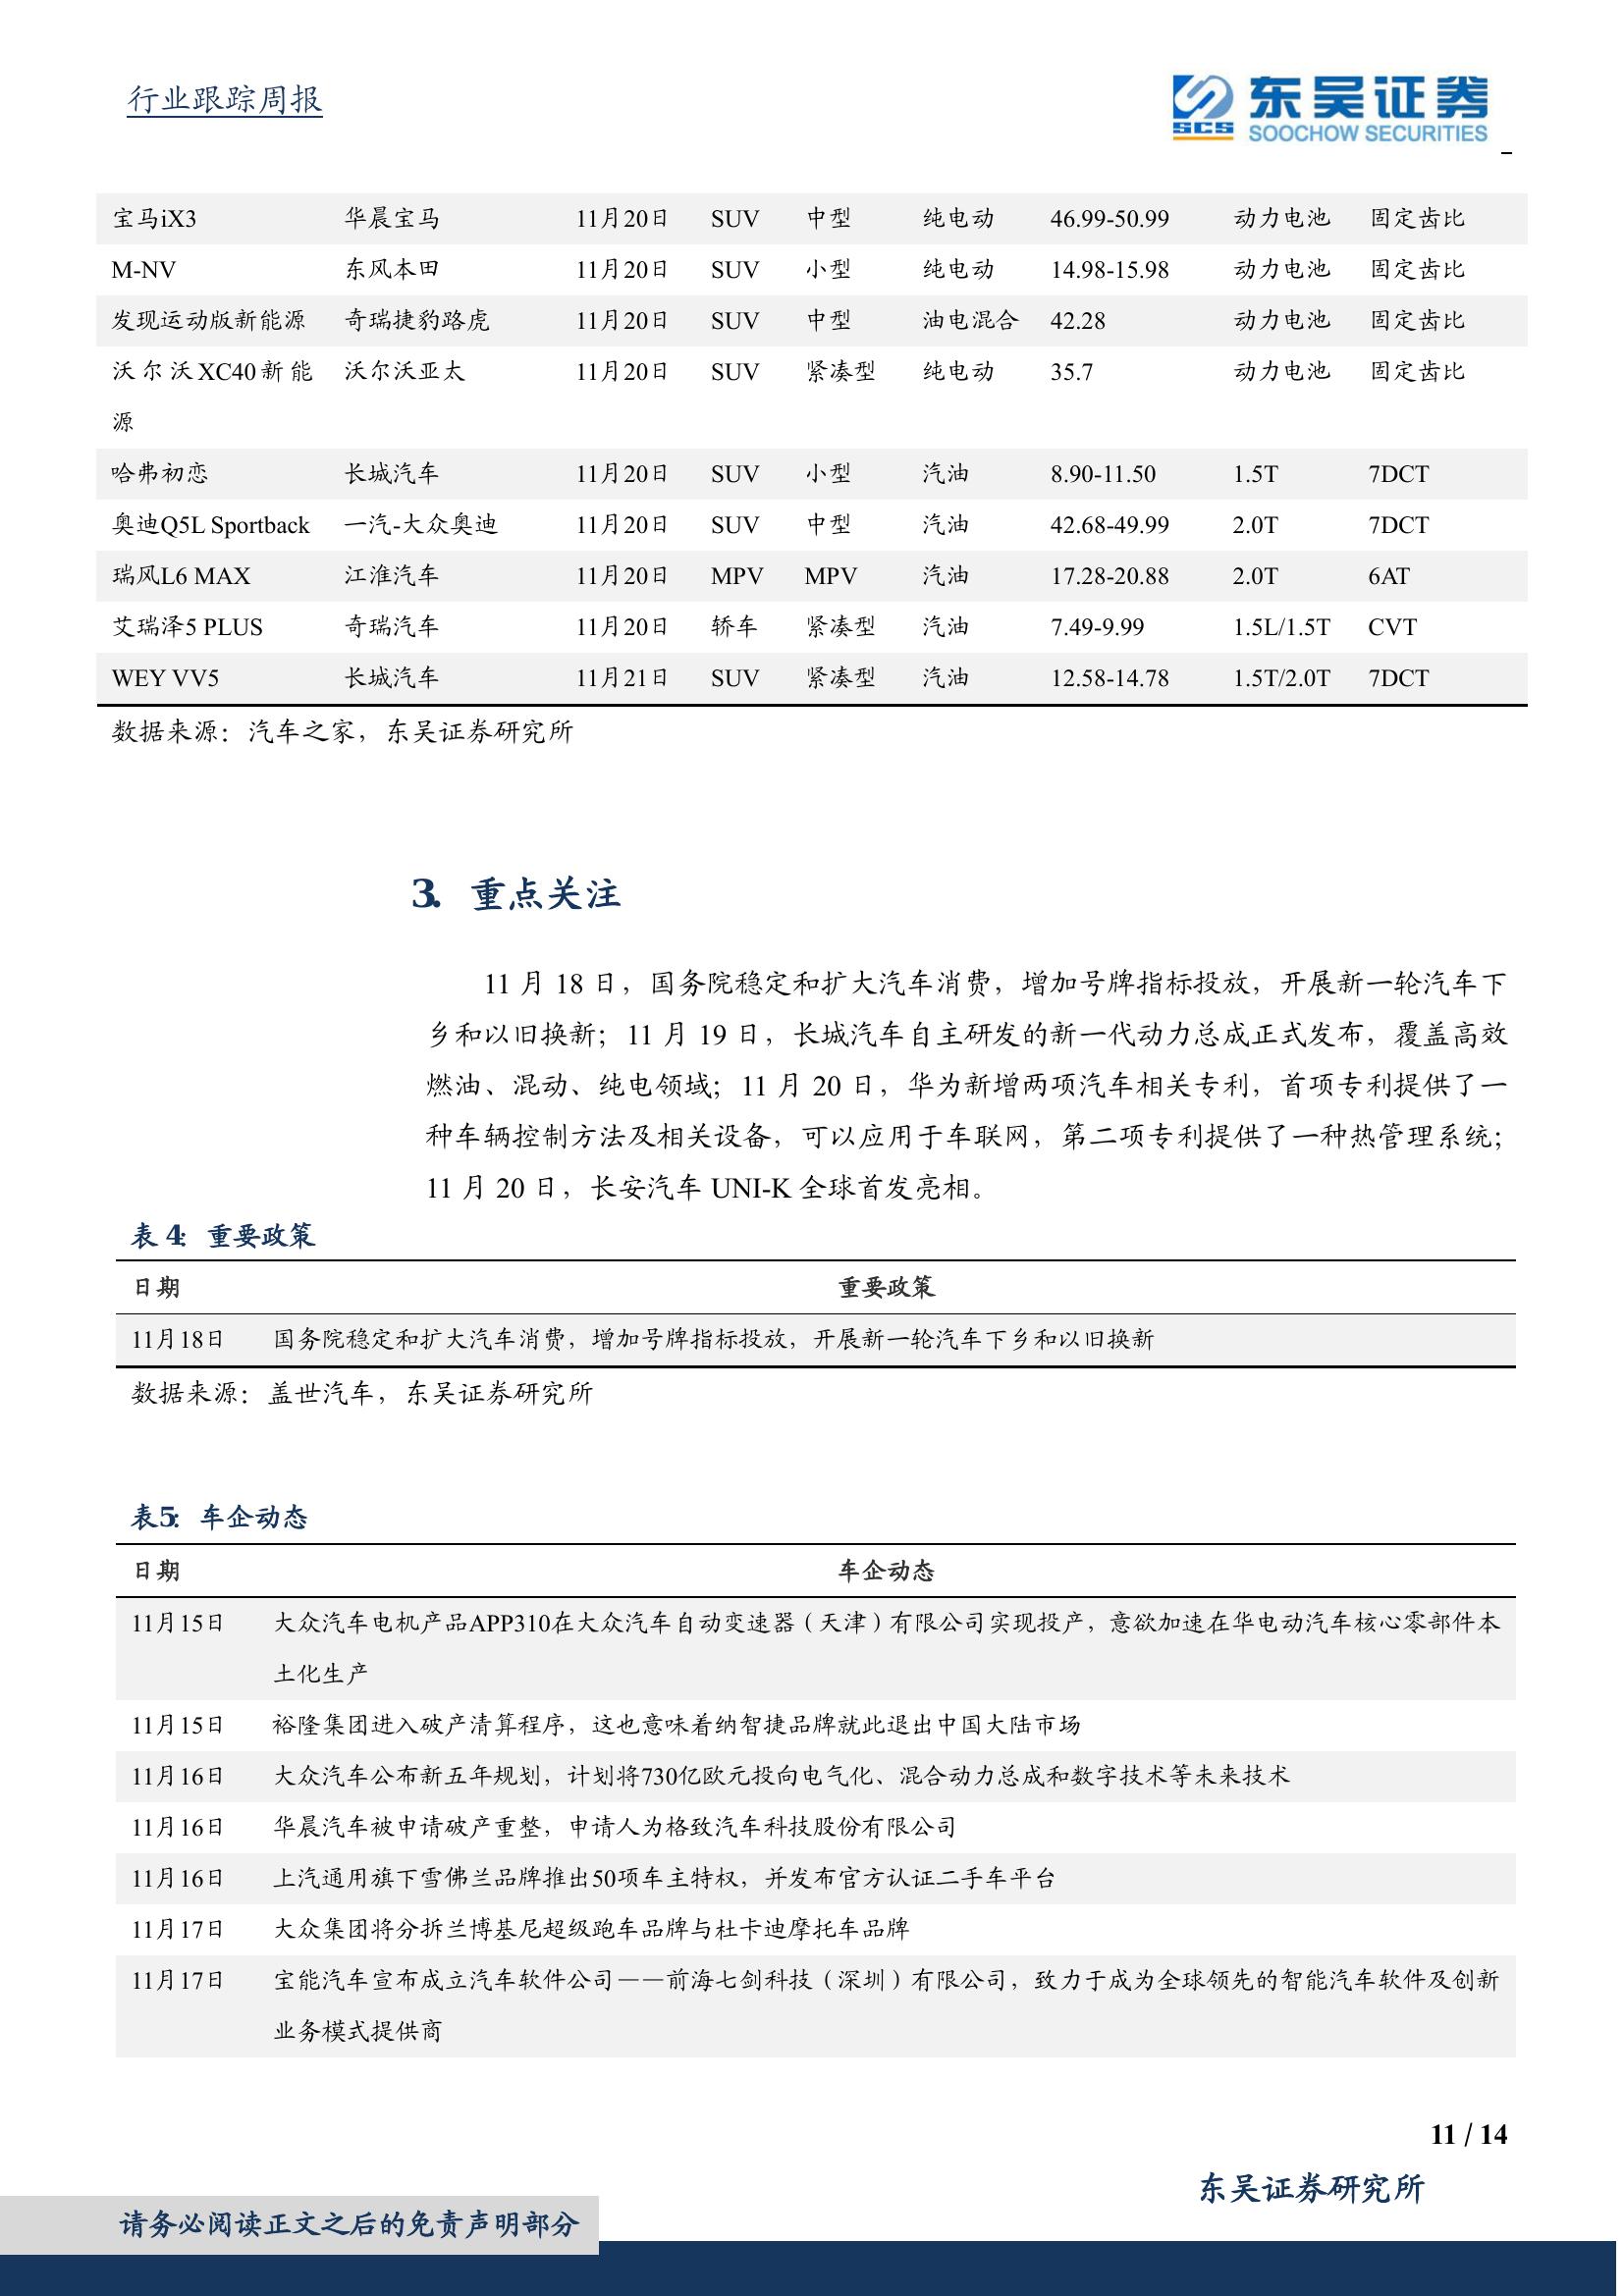 行业跟踪周报
SCS 东吴证券
SOOCHOW SECURITIES
宝马iX3 华晨宝马 11月20日 SUV 中型 纯电动 46.99-50.99 动力电池 固定齿比
M-NV 东风本田 11月20日 SUV 小型 纯电动 14.98-15.98 动力电池 固定齿比
发现运动版新能源 奇瑞捷豹路虎 11月20日 SUV 中型 油电混合 42.28 动力电池 固定齿比
沃尔沃XC40新能 沃尔沃亚太 11月20日 SUV 紧凑型 纯电动 35.7 动力电池 固定齿比
源
哈弗初恋 长城汽车 11月20日 SUV 小型 汽油 8.90-11.50 1.5T 7DCT
奥迪Q5L Sportback 一汽-大众奥迪 11月20日 SUV 中型 汽油 42.68-49.99 2.0T 7DCT
瑞风L6 MAX 江淮汽车 11月20日 MPV MPV 汽油 17.28-20.88 2.0T 6AT
艾瑞泽5 PLUS 奇瑞汽车 11月20日 轿车 紧凑型 汽油 7.49-9.99 1.5L/1.5T CVT
WEY VV5 长城汽车 11月21日 SUV 紧凑型 汽油 12.58-14.78 1.5T/2.0T 7DCT
数据来源：汽车之家，东吴证券研究所
3. 重点关注
11 月 18 日，国务院稳定和扩大汽车消费，增加号牌指标投放，开展新一轮汽车下
乡和以旧换新；11 月 19 日，长城汽车自主研发的新一代动力总成正式发布，覆盖高效
燃油、混动、纯电领域；11 月 20 日，华为新增两项汽车相关专利，首项专利提供了一
种车辆控制方法及相关设备，可以应用于车联网，第二项专利提供了一种热管理系统；
11 月 20 日，长安汽车 UNI-K 全球首发亮相。
表 4：重要政策
日期 重要政策
11月18日 国务院稳定和扩大汽车消费，增加号牌指标投放，开展新一轮汽车下乡和以旧换新
数据来源：盖世汽车，东吴证券研究所
表5：车企动态
日期 车企动态
11月15日 大众汽车电机产品APP310在大众汽车自动变速器（天津）有限公司实现投产，意欲加速在华电动汽车核心零部件本
土化生产
11月15日 裕隆集团进入破产清算程序，这也意味着纳智捷品牌就此退出中国大陆市场
11月16日 大众汽车公布新五年规划，计划将730亿欧元投向电气化、混合动力总成和数字技术等未来技术
11月16日 华晨汽车被申请破产重整，申请人为格致汽车科技股份有限公司
11月16日 上汽通用旗下雪佛兰品牌推出50项车主特权，并发布官方认证二手车平台
11月17日 大众集团将分拆兰博基尼超级跑车品牌与杜卡迪摩托车品牌
11月17日 宝能汽车宣布成立汽车软件公司——前海七剑科技（深圳）有限公司，致力于成为全球领先的智能汽车软件及创新
业务模式提供商
11 / 14
东吴证券研究所
请务必阅读正文之后的免责声明部分